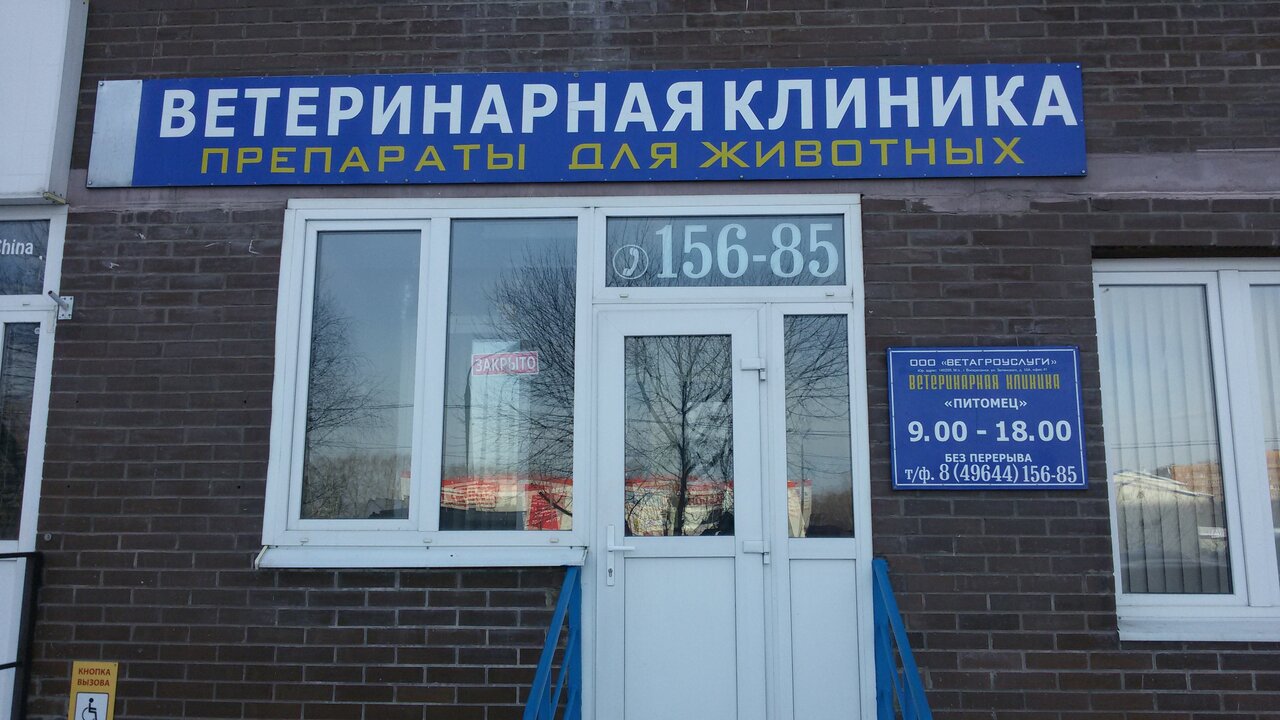 ВЕТЕРИНАРНАЯ КЛИНИКА
ПРЕПАРАТЫ ДЛЯ ЖИВОТНЫХ
China
156-85
ЗАКРЫТО
ООО «ВЕТАГРОУСЛУГИ»
ВЕТЕРИНАРНАЯ КЛИНИКА
«ПИТОМЕЦ»
9.00 - 18.00
БЕЗ ПЕРЕРЫВА
т/ф. 8 (49644) 156-85
КНОПКА
ВЫЗОВА